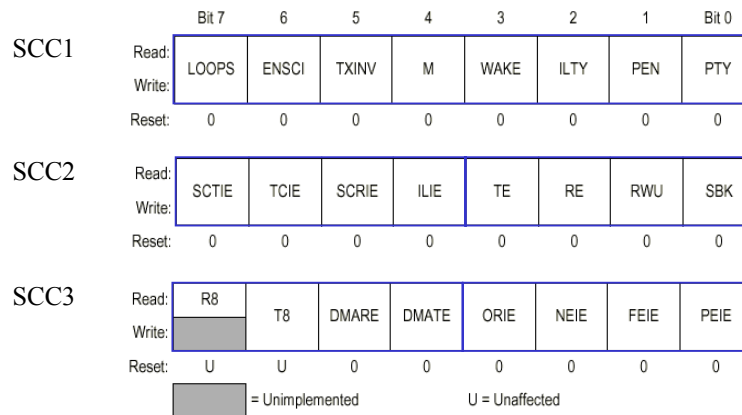 Bit 7 6 5 4 3 2 1 Bit 0
SCC1
Read:
LOOPS ENSCI TXINV M WAKE ILTY PEN PTY
Write:
Reset: 0 0 0 0 0 0 0 0
SCC2
Read:
SCTIE TCIE SCRIE ILIE TE RE RWU SBK
Write:
Reset: 0 0 0 0 0 0 0 0
SCC3
Read: R8
T8 DMARE DMATE ORIE NEIE FEIE PEIE
Write:
Reset: U U 0 0 0 0 0 0
= Unimplemented U = Unaffected